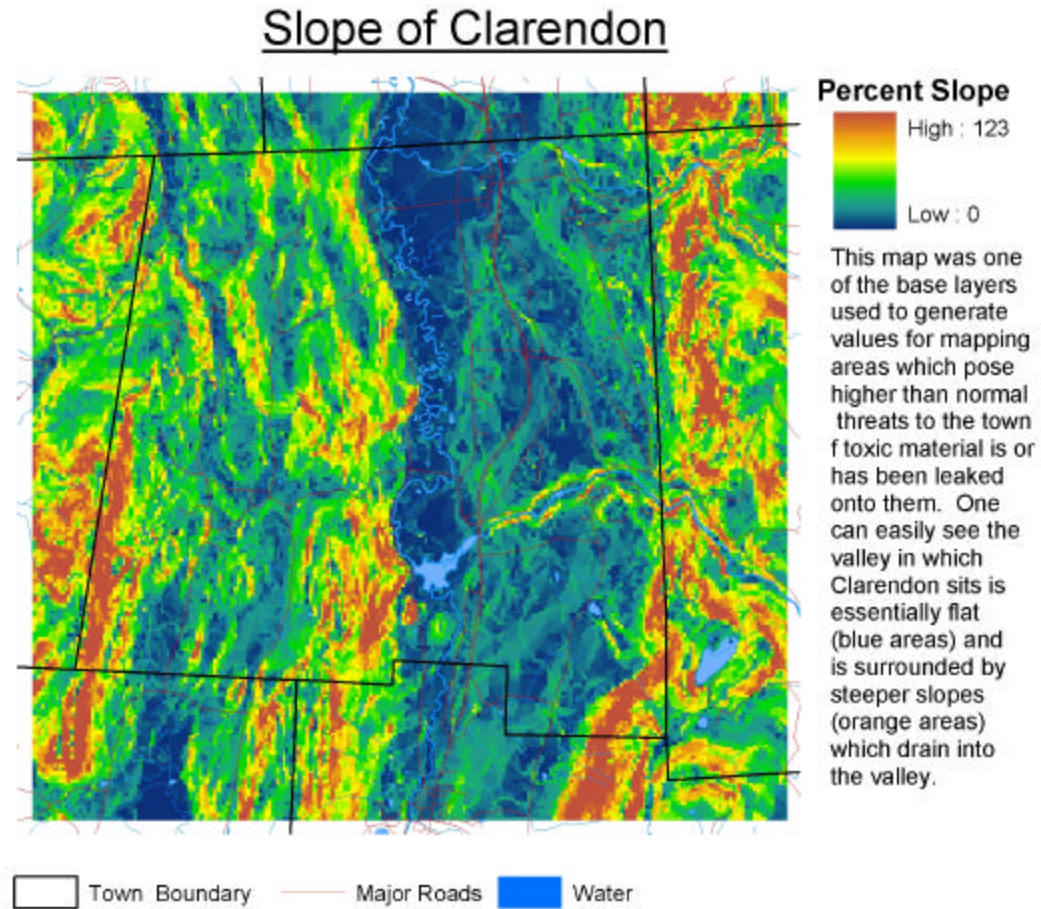 Slope of Clarendon
Percent Slope
High : 123
Low : 0
This map was one
of the base layers
used to generate
values for mapping
areas which pose
higher than normal
threats to the town
f toxic material is or
has been leaked
onto them. One
can easily see the
valley in which
Clarendon sits is
essentially flat
(blue areas) and
is surrounded by
steeper slopes
(orange areas)
which drain into
the valley.
Town Boundary
Major Roads
Water